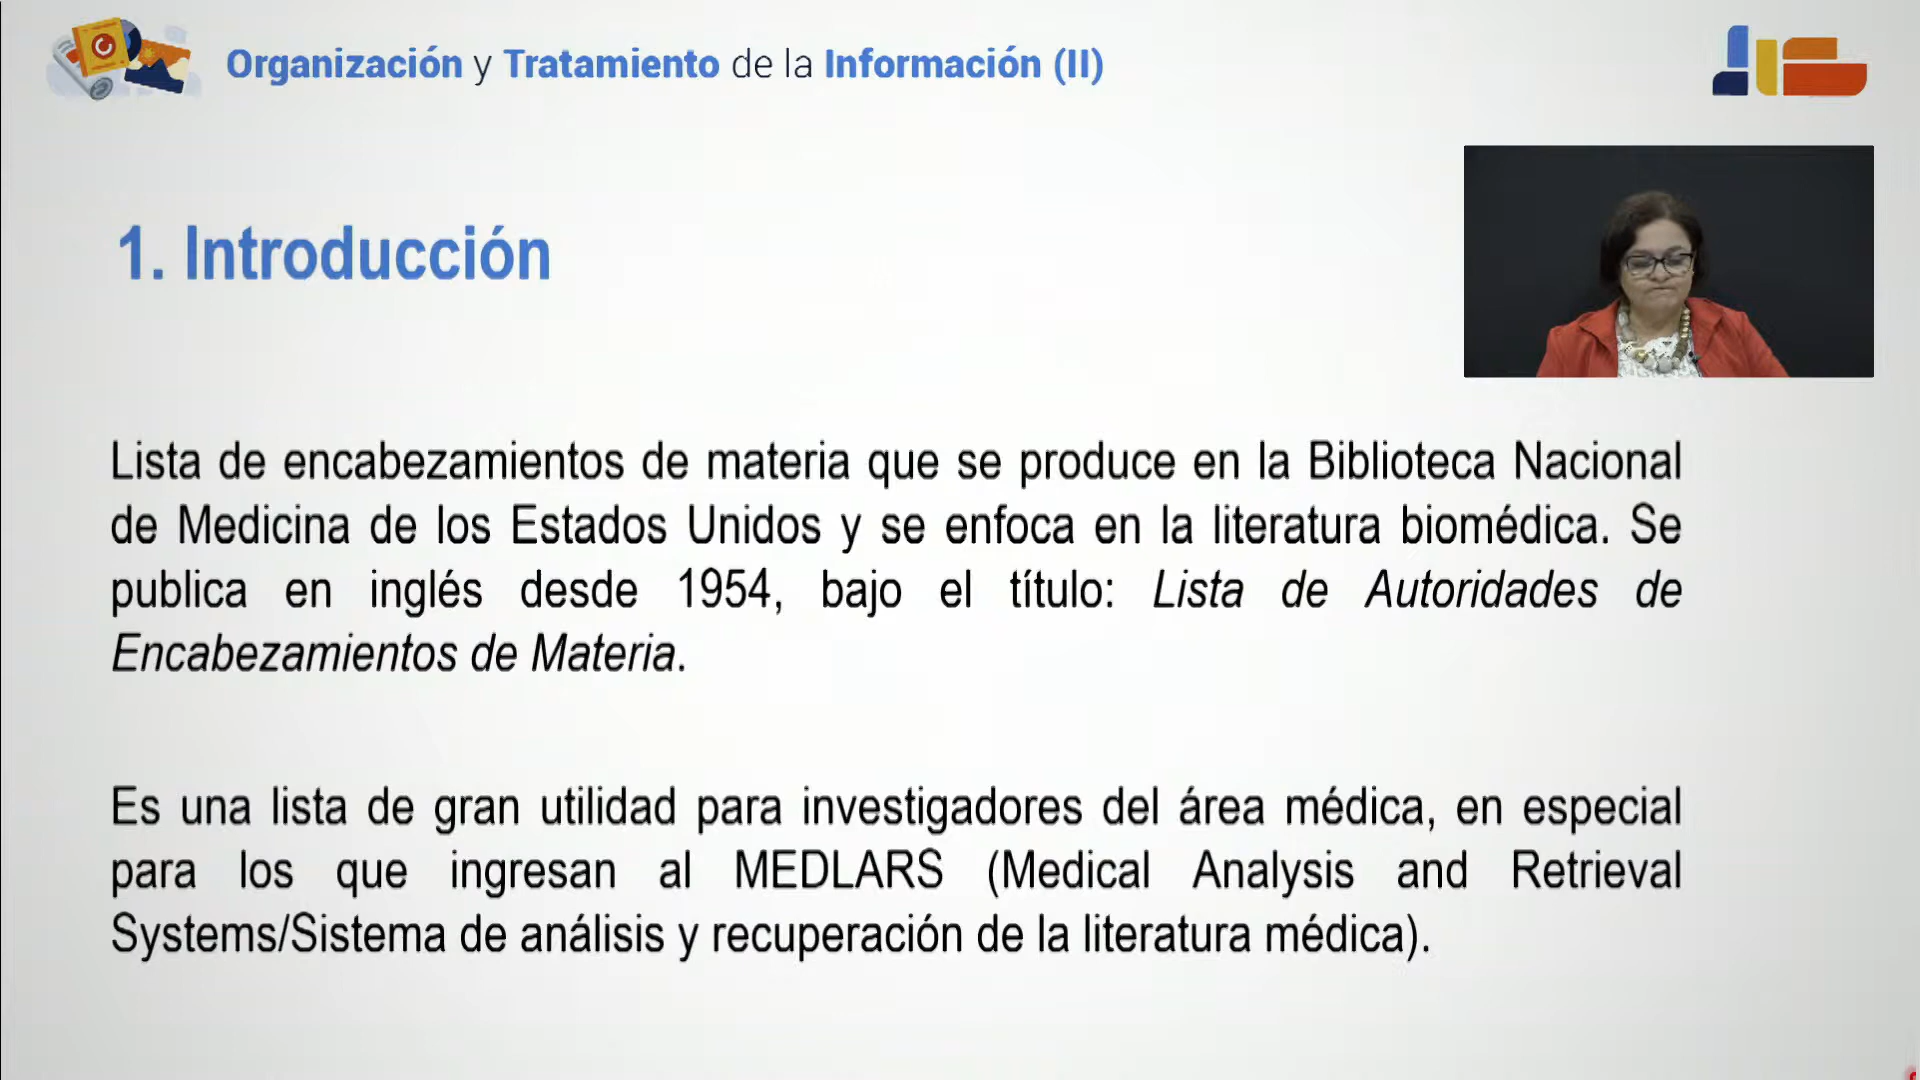 Organización y Tratamiento de la Información (II)
1. Introducción
Lista de encabezamientos de materia que se produce en la Biblioteca Nacional
de Medicina de los Estados Unidos y se enfoca en la literatura biomédica. Se
publica en inglés desde 1954, bajo el título: Lista de Autoridades de
Encabezamientos de Materia.
Es una lista de gran utilidad para investigadores del área médica, en especial
para los que ingresan al MEDLARS (Medical Analysis and Retrieval
Systems/Sistema de análisis y recuperación de la literatura médica).